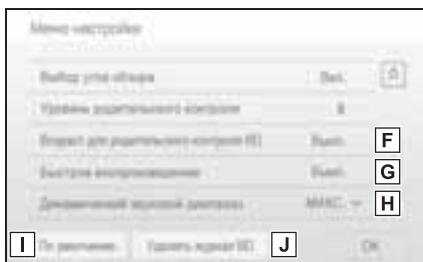 Меню настройки
Выбор угла обзора Вкл.
Уровень родительского контроля 8
Возраст для родительского контроля BD Выкл. F
Быстрое воспроизведение Выкл. G
Динамический звуковой диапазон МАКС. H
I По умолчанию Удалить журнал BD J OK